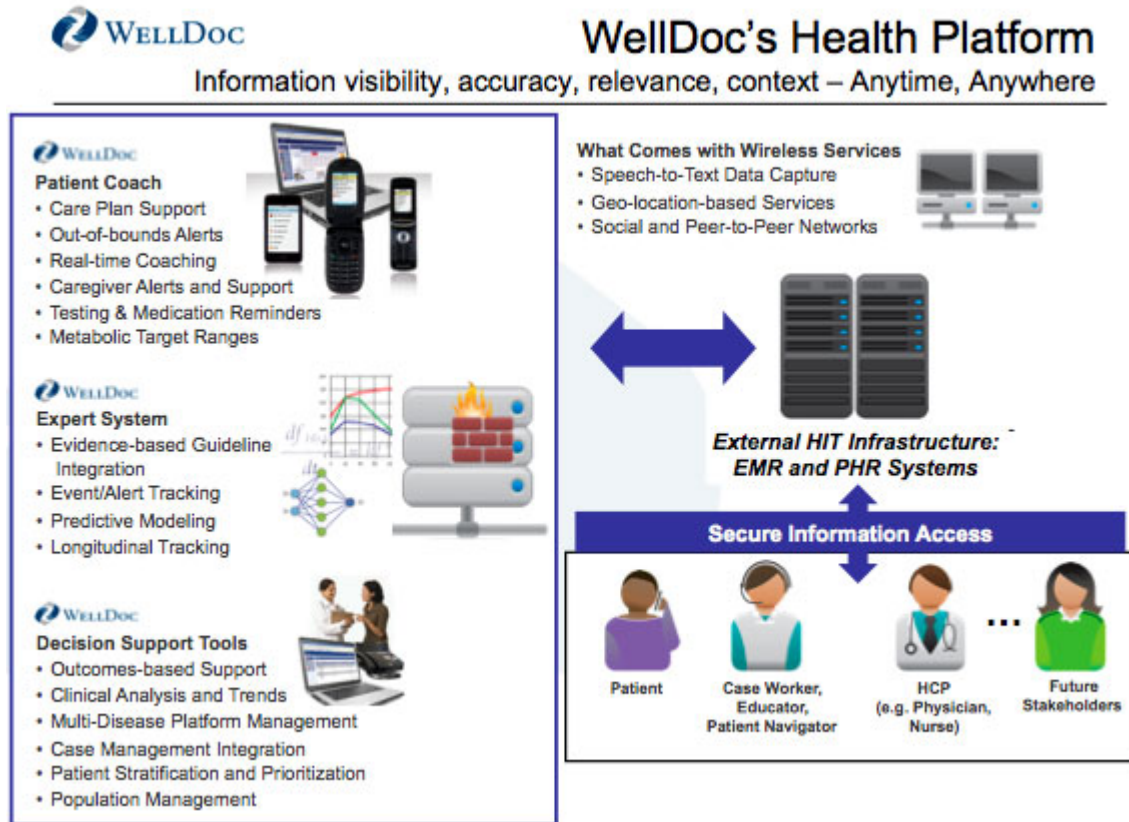 WELLDOC
WellDoc's Health Platform
Information visibility, accuracy, relevance, context – Anytime, Anywhere
WELLDOC
Patient Coach
• Care Plan Support
• Out-of-bounds Alerts
• Real-time Coaching
• Caregiver Alerts and Support
• Testing & Medication Reminders
• Metabolic Target Ranges
WELLDOC
Expert System
• Evidence-based Guideline
Integration
• Event/Alert Tracking
• Predictive Modeling
• Longitudinal Tracking
WELLDOC
Decision Support Tools
• Outcomes-based Support
• Clinical Analysis and Trends
• Multi-Disease Platform Management
• Case Management Integration
• Patient Stratification and Prioritization
• Population Management
What Comes with Wireless Services
• Speech-to-Text Data Capture
• Geo-location-based Services
• Social and Peer-to-Peer Networks
External HIT Infrastructure:
EMR and PHR Systems
Secure Information Access
...
Patient
Case Worker,
Educator,
Patient Navigator
HCP
(e.g. Physician,
Nurse)
Future
Stakeholders